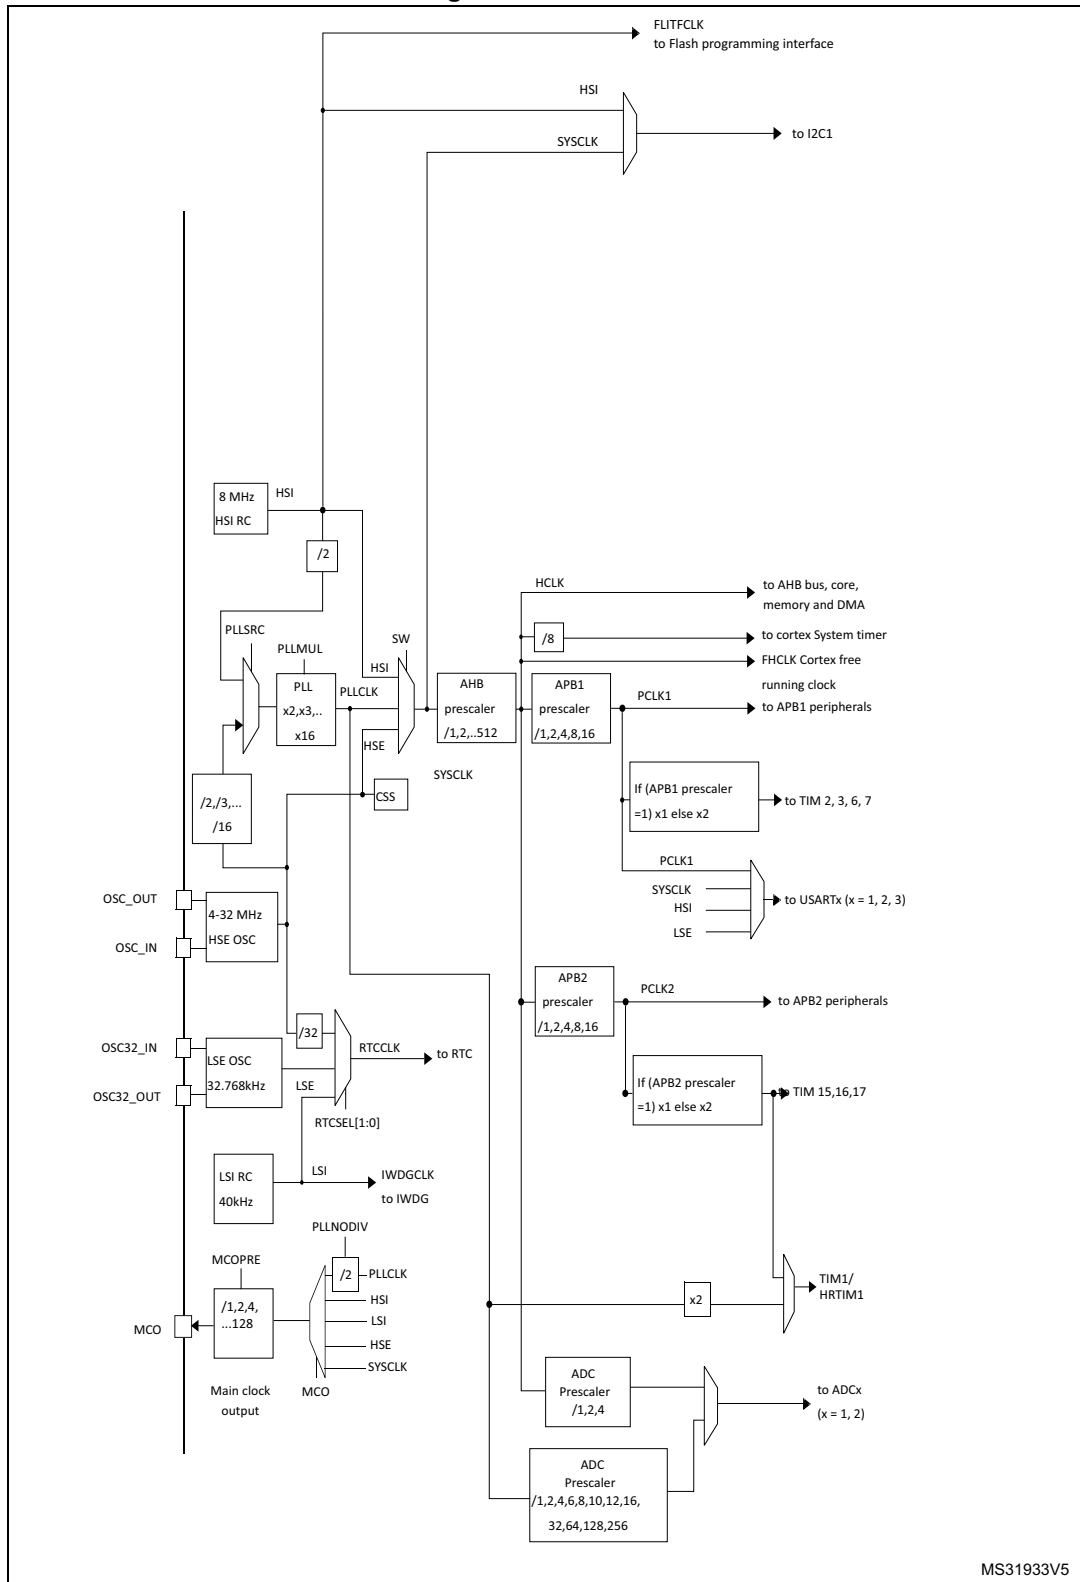 FLITFCLK
to Flash programming interface
HSI
to I2C1
SYSCLK
8 MHz
HSI RC
HSI
/2
HCLK
to AHB bus, core,
memory and DMA
/8
to cortex System timer
PLLSRC
SW
PLLMUL
FHCLK Cortex free
running clock
HSI
PLL
x2,x3,..
x16
PLLCLK
AHB
prescaler
/1,2,..512
APB1
prescaler
/1,2,4,8,16
PCLK1
to APB1 peripherals
HSE
SYSCLK
/2,/3,...
/16
CSS
If (APB1 prescaler
=1) x1 else x2
to TIM 2, 3, 6, 7
PCLK1
SYSCLK
HSI
LSE
to USARTx (x = 1, 2, 3)
OSC_OUT
4-32 MHz
HSE OSC
OSC_IN
APB2
prescaler
/1,2,4,8,16
PCLK2
to APB2 peripherals
/32
OSC32_IN
RTCCLK
to RTC
LSE OSC
32.768kHz
LSE
OSC32_OUT
RTCSEL[1:0]
If (APB2 prescaler
=1) x1 else x2
to TIM 15,16,17
LSI RC
40kHz
LSI
IWDGCLK
to IWDG
PLLNODIV
MCOPRE
/2
PLLCLK
HSI
LSI
HSE
SYSCLK
/1,2,4,
...128
MCO
MCO
Main clock
output
x2
TIM1/
HRTIM1
ADC
Prescaler
/1,2,4
to ADCx
(x = 1, 2)
ADC
Prescaler
/1,2,4,6,8,10,12,16,
32,64,128,256
MS31933V5